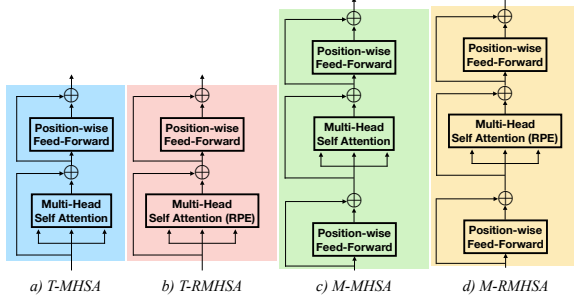 Position-wise
Feed-Forward
Multi-Head
Self Attention
a) T-MHSA
Position-wise
Feed-Forward
Multi-Head
Self Attention (RPE)
b) T-RMHSA
Position-wise
Feed-Forward
Multi-Head
Self Attention
Position-wise
Feed-Forward
c) M-MHSA
Position-wise
Feed-Forward
Multi-Head
Self Attention (RPE)
Position-wise
Feed-Forward
d) M-RMHSA